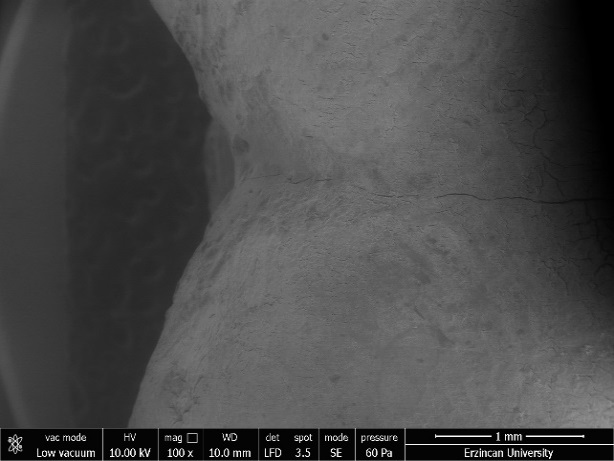 vac mode HV mag WD det spot mode pressure 1 mm
Low vacuum 10.00 kV 100 x 10.0 mm LFD 3.5 SE 60 Pa Erzincan University